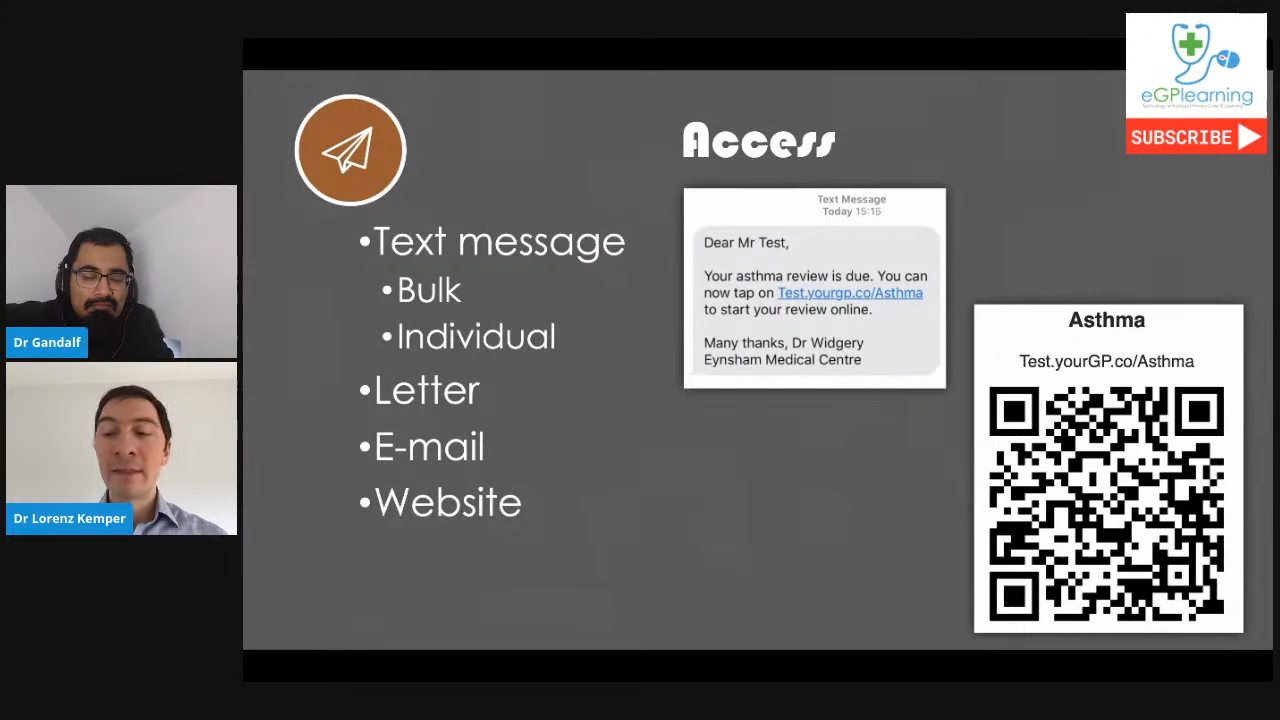 eGPlearning
SUBSCRIBE
Access
•Text message
•Bulk
•Individual
•Letter
•E-mail
•Website
Text Message
Today 15:15
Dear Mr Test,
Your asthma review is due. You can
now tap on Test.yourgp.co/Asthma
to start your review online.
Many thanks, Dr Widgery
Eynsham Medical Centre
Asthma
Test.yourGP.co/Asthma
Dr Gandalf
Dr Lorenz Kemper